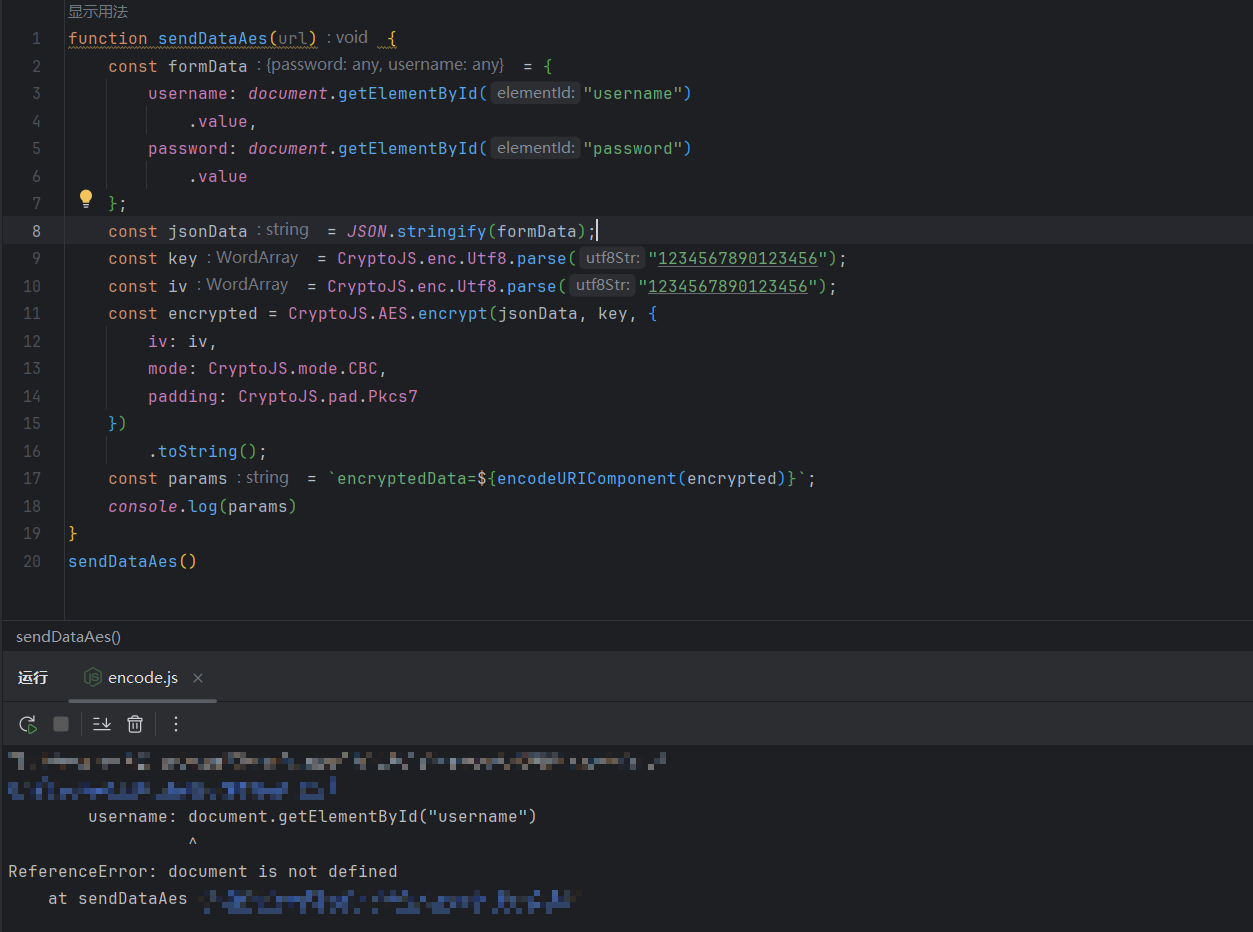 显示用法
1 function sendDataAes(url) : void {
2 const formData : {password: any, username: any} = {
3 username: document.getElementById( elementId: "username")
4 .value,
5 password: document.getElementById( elementId: "password")
6 .value
7 };
8 const jsonData : string = JSON.stringify(formData);
9 const key : WordArray = CryptoJS.enc.Utf8.parse( utf8Str: "1234567890123456");
10 const iv : WordArray = CryptoJS.enc.Utf8.parse( utf8Str: "1234567890123456");
11 const encrypted = CryptoJS.AES.encrypt(jsonData, key, {
12 iv: iv,
13 mode: CryptoJS.mode.CBC,
14 padding: CryptoJS.pad.Pkcs7
15 })
16 .toString();
17 const params : string = `encryptedData=${encodeURIComponent(encrypted)}`;
18 console.log(params)
19 }
20 sendDataAes()
sendDataAes()
运行 encode.js
username: document.getElementById("username")
^
ReferenceError: document is not defined
at sendDataAes